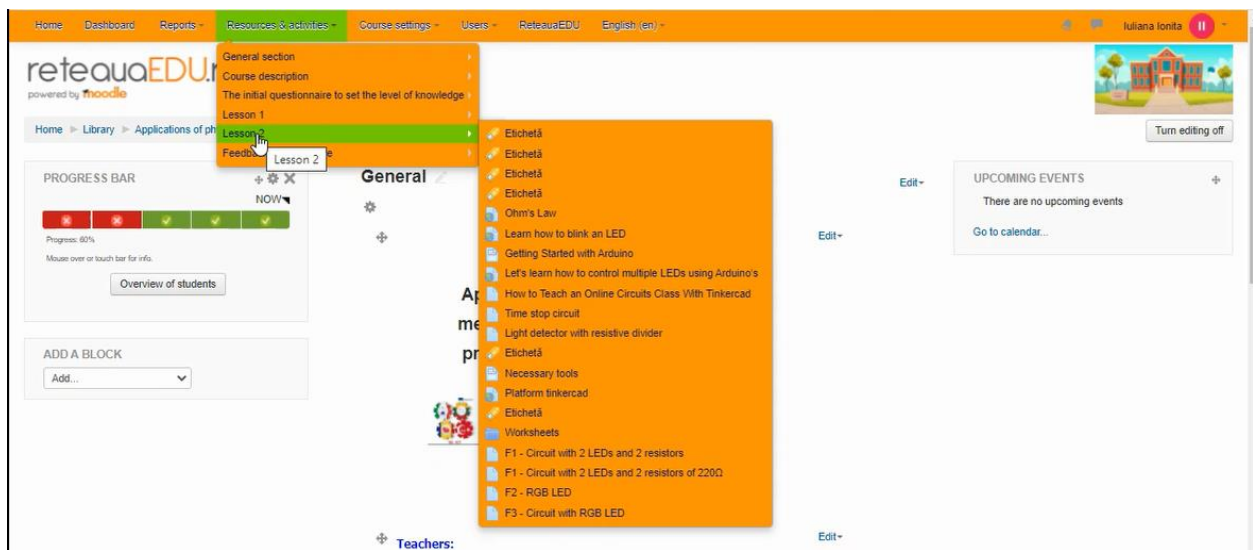 Home Dashboard Reports Resources & activities Course settings Users ReteauaEDU English (en) Iuliana Ionita II
reteauaEDU.r
powered by moodle
General section
Course description
The initial questionnaire to set the level of knowledge
Lesson 1
Lesson 2
Feedba e
Lesson 2
Home Library Applications of ph
Turn editing off
Etichetă
Etichetă
Etichetă
Etichetă
Ohm's Law
Learn how to blink an LED
Getting Started with Arduino
Let's learn how to control multiple LEDs using Arduino's
How to Teach an Online Circuits Class With Tinkercad
Time stop circuit
Light detector with resistive divider
Etichetă
Necessary tools
Platform tinkercad
Etichetă
Worksheets
F1 - Circuit with 2 LEDs and 2 resistors
F1 - Circuit with 2 LEDs and 2 resistors of 220Ω
F2 - RGB LED
F3 - Circuit with RGB LED
PROGRESS BAR
NOW
Progress: 60%
Mouse over or touch bar for info.
Overview of students
ADD A BLOCK
Add...
General
Edit
Edit
Ap
me
pr
Teachers:
Edit
UPCOMING EVENTS
There are no upcoming events
Go to calendar...